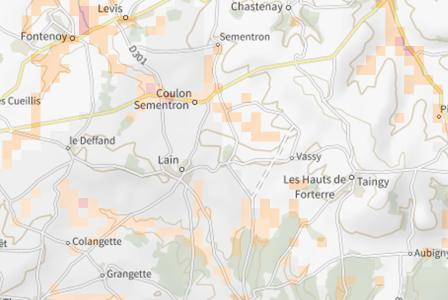 Levis
Chastenay
Fontenoy
Sementron
D301
Coulon
Sementron
es Cueillis
le Deffand
Lain
Vassy
Les Hauts de
Forterre
Taingy
Colangette
Aubigny
Grangette